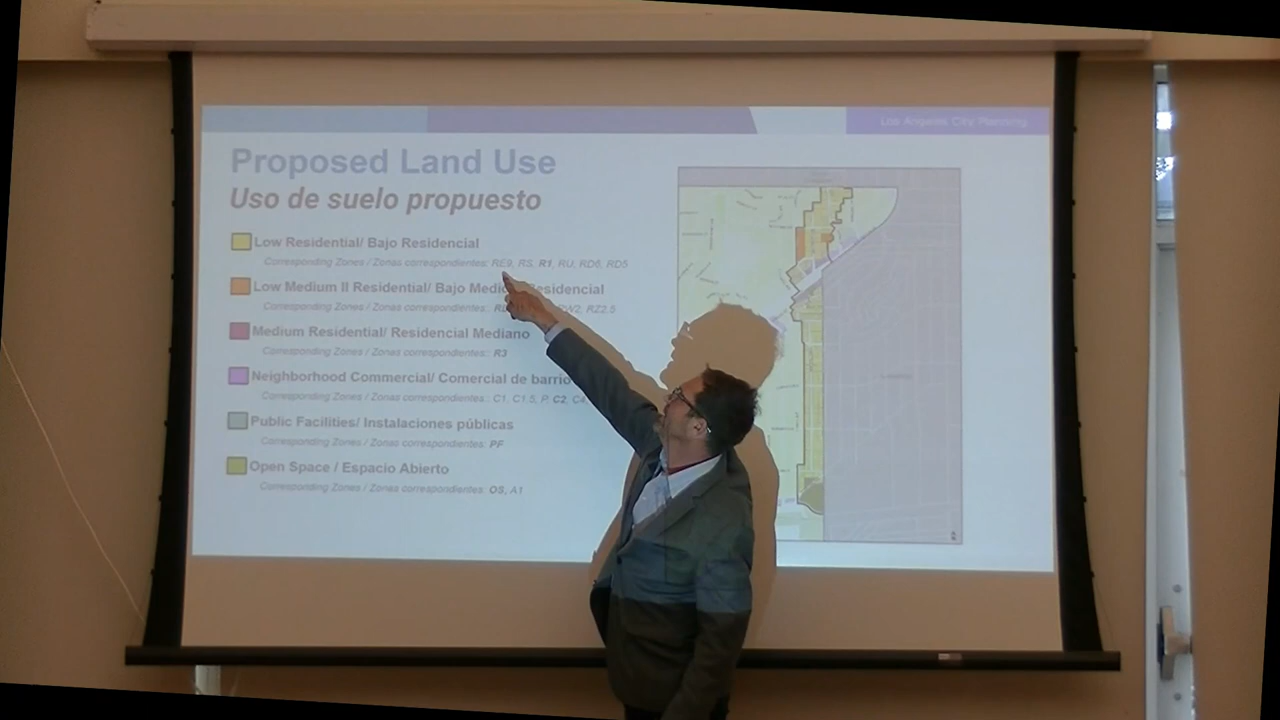 Los Angeles City Planning
Proposed Land Use
Uso de suelo propuesto
Low Residential/ Bajo Residencial
Corresponding Zones / Zonas correspondientes: RE9, RS, R1, RU, RD6, RD5
Low Medium II Residential/ Bajo Residencial
Corresponding Zones / Zonas correspondientes:: RZ2.5
Medium Residential/ Residencial Mediano
Corresponding Zones / Zonas correspondientes:: R3
Neighborhood Commercial/ Comercial de barrio
Corresponding Zones / Zonas correspondientes:: C1, C1.5, P, C2, C4
Public Facilities/ Instalaciones públicas
Corresponding Zones / Zonas correspondientes: PF
Open Space / Espacio Abierto
Corresponding Zones / Zonas correspondientes: OS, A1